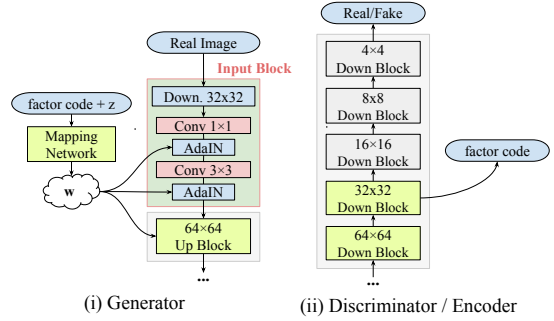 Real Image
Input Block
Down. 32x32
factor code + z
Conv 1×1
Mapping
Network
AdaIN
Conv 3×3
w
AdaIN
64×64
Up Block
...
(i) Generator
Real/Fake
4×4
Down Block
8x8
Down Block
16×16
Down Block
factor code
32x32
Down Block
64×64
Down Block
...
(ii) Discriminator / Encoder